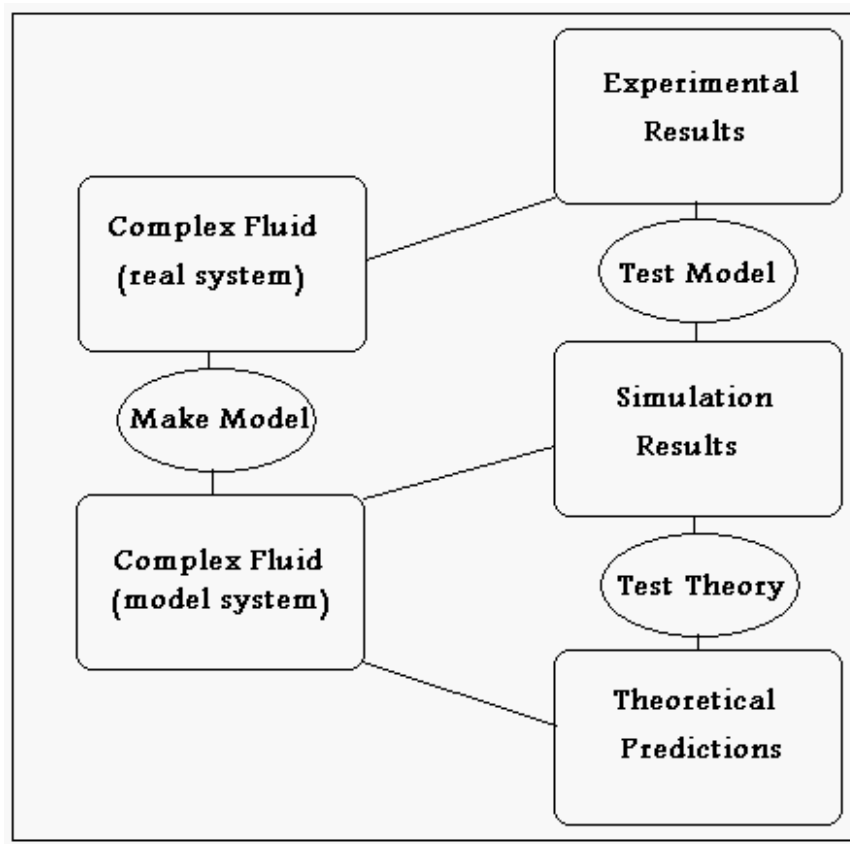 Experimental
Results
Complex Fluid
(real system)
Test Model
Make Model
Simulation
Results
Complex Fluid
(model system)
Test Theory
Theoretical
Predictions